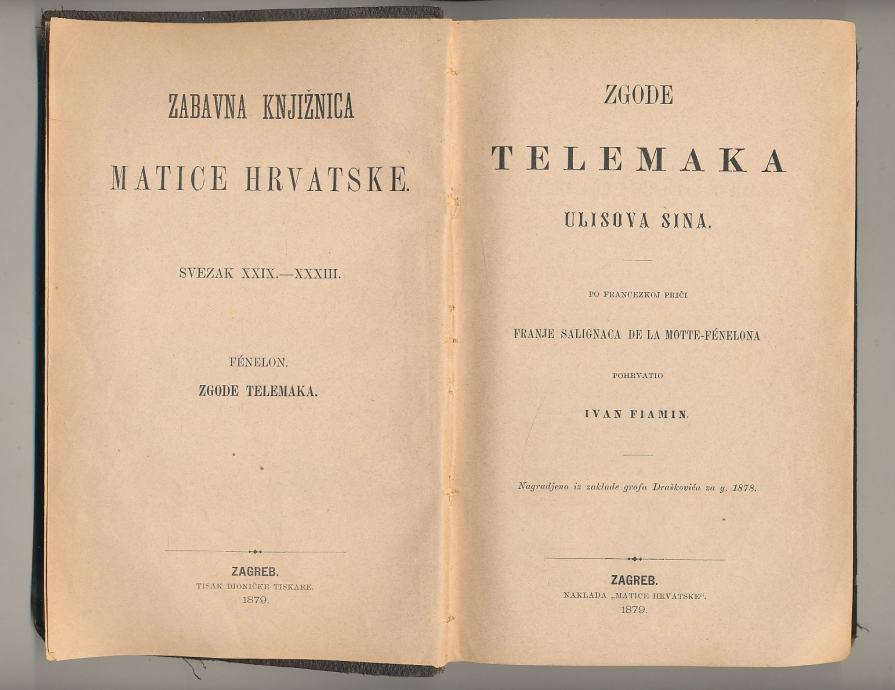 ZABAVNA KNJIŽNICA
MATICE HRVATSKE.
SVEZAK XXIX.—XXXIII.
FÉNELON.
ZGODE TELEMAKA.
ZAGREB.
TISAK DIONIČKE TISKARE.
1879.
ZGODE
TELEMAKA
ULISOVA SINA.
PO FRANCEZKOJ PRIČI
FRANJE SALIGNACA DE LA MOTTE-FÉNELONA
POHRVATIO
IVAN FIAMIN.
Nagradjeno iz zaklade grofa Draškovića za g. 1878.
ZAGREB.
NAKLADA „MATICE HRVATSKE“.
1879.